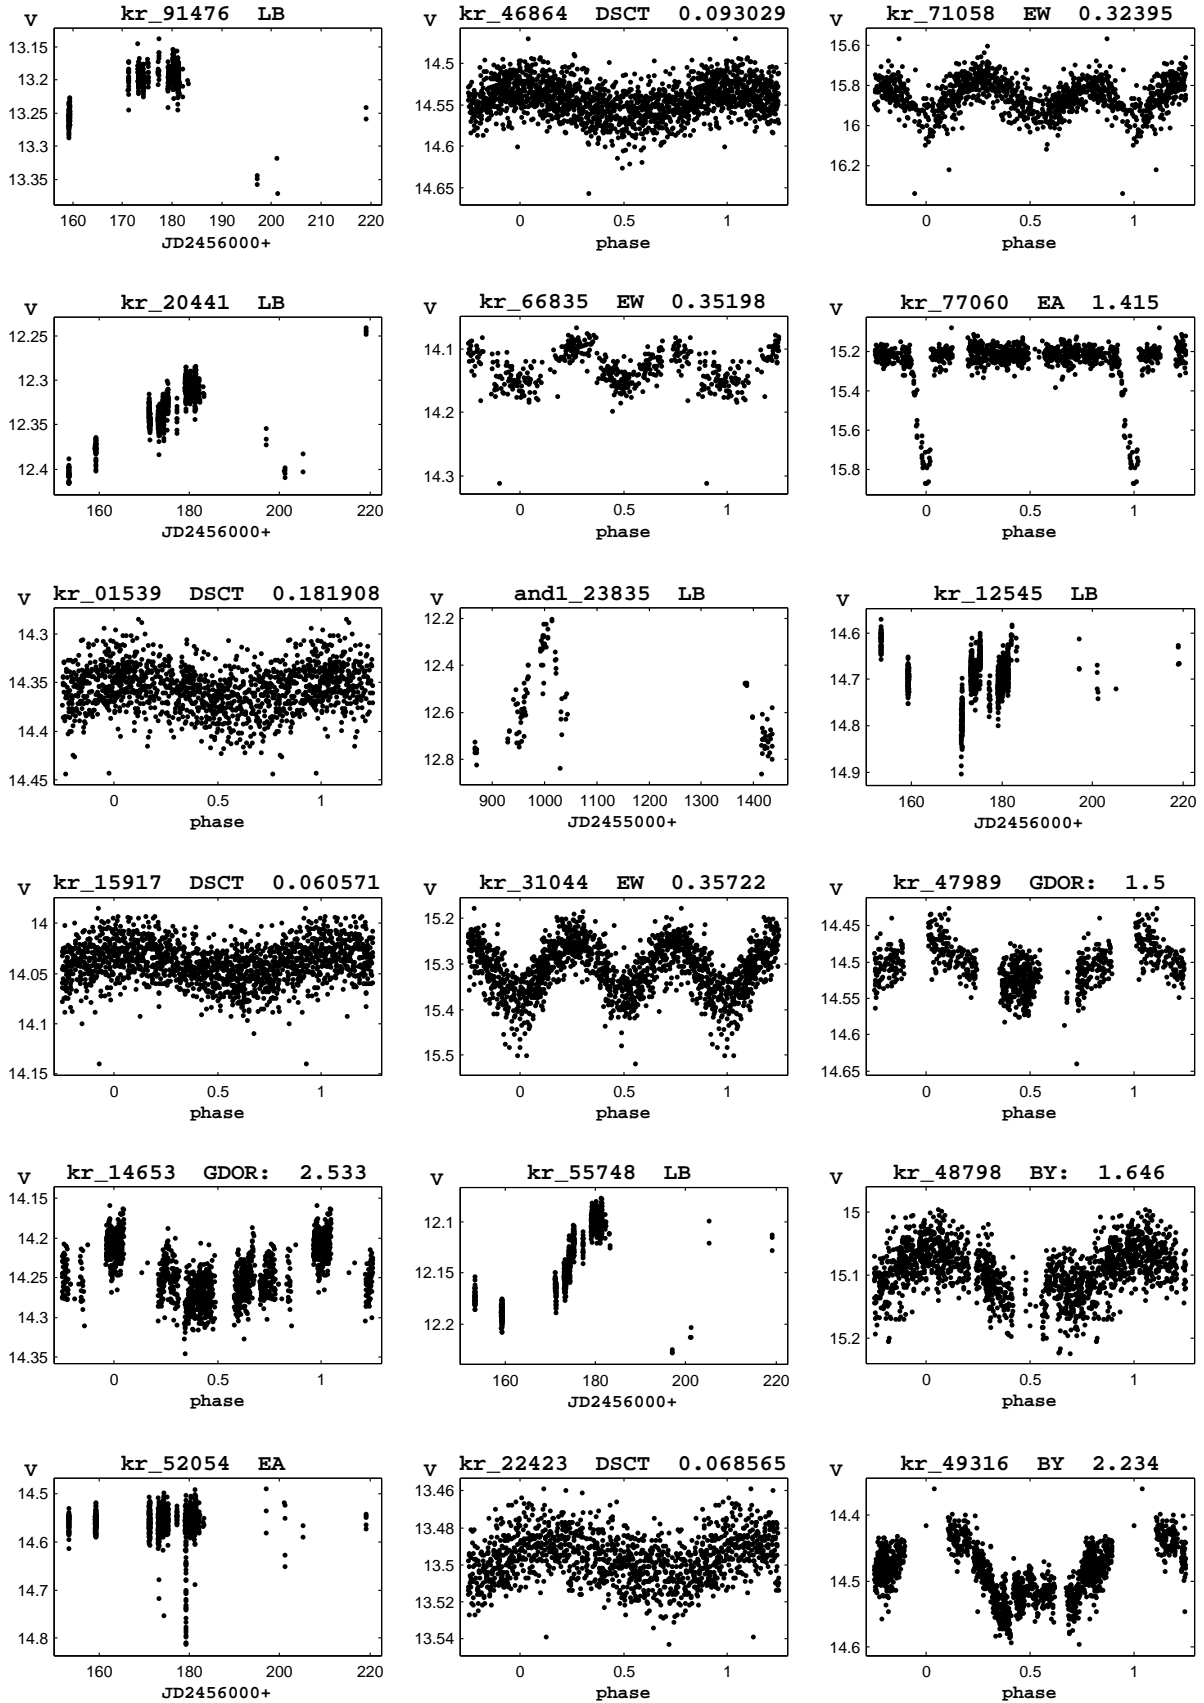 kr_91476 LB
V
13.15
13.2
13.25
13.3
13.35
160 170 180 190 200 210 220
JD2456000+
kr_46864 DSCT 0.093029
V
14.5
14.55
14.6
14.65
0 0.5 1
phase
kr_71058 EW 0.32395
V
15.6
15.8
16
16.2
0 0.5 1
phase
kr_20441 LB
V
12.25
12.3
12.35
12.4
160 180 200 220
JD2456000+
kr_66835 EW 0.35198
V
14.1
14.2
14.3
0 0.5 1
phase
kr_77060 EA 1.415
V
15.2
15.4
15.6
15.8
0 0.5 1
phase
kr_01539 DSCT 0.181908
V
14.3
14.35
14.4
14.45
0 0.5 1
phase
and1_23835 LB
V
12.2
12.4
12.6
12.8
900 1000 1100 1200 1300 1400
JD2455000+
kr_12545 LB
V
14.6
14.7
14.8
14.9
160 180 200 220
JD2456000+
kr_15917 DSCT 0.060571
V
14
14.05
14.1
14.15
0 0.5 1
phase
kr_31044 EW 0.35722
V
15.2
15.3
15.4
15.5
0 0.5 1
phase
kr_47989 GDOR: 1.5
V
14.45
14.5
14.55
14.6
14.65
0 0.5 1
phase
kr_14653 GDOR: 2.533
V
14.15
14.2
14.25
14.3
14.35
0 0.5 1
phase
kr_55748 LB
V
12.1
12.15
12.2
160 180 200 220
JD2456000+
kr_48798 BY: 1.646
V
15
15.1
15.2
0 0.5 1
phase
kr_52054 EA
V
14.5
14.6
14.7
14.8
160 180 200 220
JD2456000+
kr_22423 DSCT 0.068565
V
13.46
13.48
13.5
13.52
13.54
0 0.5 1
phase
kr_49316 BY 2.234
V
14.4
14.5
14.6
0 0.5 1
phase